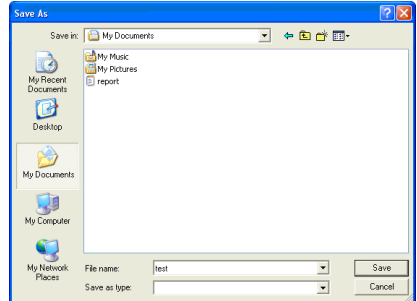 Save As
Save in: My Documents
My Music
My Pictures
report
My Recent
Documents
Desktop
My Documents
My Computer
My Network
Places
File name: test Save
Save as type: Cancel